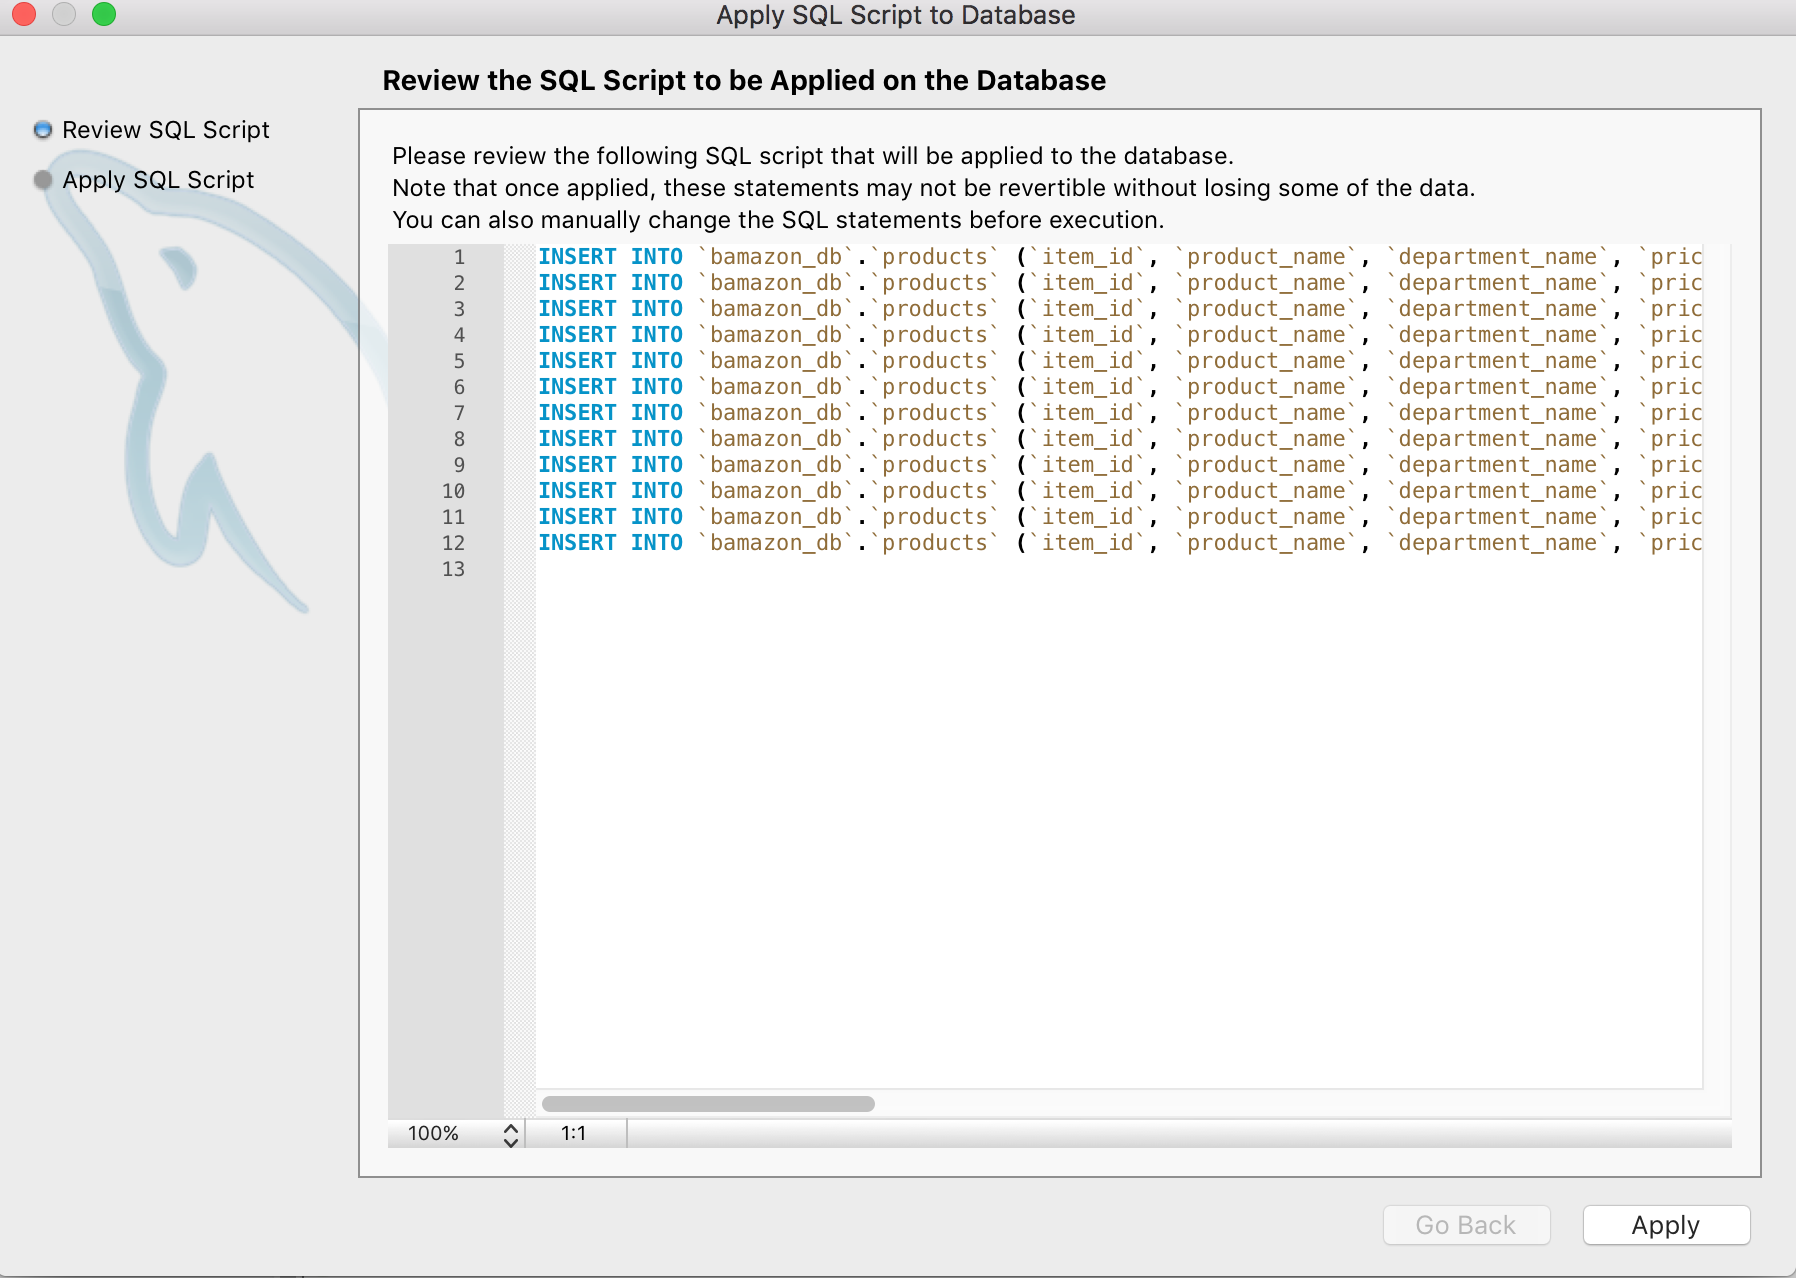 Apply SQL Script to Database
Review the SQL Script to be Applied on the Database
Review SQL Script
Apply SQL Script
Please review the following SQL script that will be applied to the database.
Note that once applied, these statements may not be revertible without losing some of the data.
You can also manually change the SQL statements before execution.
1 INSERT INTO `bamazon_db`.`products` (`item_id`, `product_name`, `department_name`, `pric
2 INSERT INTO `bamazon_db`.`products` (`item_id`, `product_name`, `department_name`, `pric
3 INSERT INTO `bamazon_db`.`products` (`item_id`, `product_name`, `department_name`, `pric
4 INSERT INTO `bamazon_db`.`products` (`item_id`, `product_name`, `department_name`, `pric
5 INSERT INTO `bamazon_db`.`products` (`item_id`, `product_name`, `department_name`, `pric
6 INSERT INTO `bamazon_db`.`products` (`item_id`, `product_name`, `department_name`, `pric
7 INSERT INTO `bamazon_db`.`products` (`item_id`, `product_name`, `department_name`, `pric
8 INSERT INTO `bamazon_db`.`products` (`item_id`, `product_name`, `department_name`, `pric
9 INSERT INTO `bamazon_db`.`products` (`item_id`, `product_name`, `department_name`, `pric
10 INSERT INTO `bamazon_db`.`products` (`item_id`, `product_name`, `department_name`, `pric
11 INSERT INTO `bamazon_db`.`products` (`item_id`, `product_name`, `department_name`, `pric
12 INSERT INTO `bamazon_db`.`products` (`item_id`, `product_name`, `department_name`, `pric
13
100% 1:1
Go Back Apply